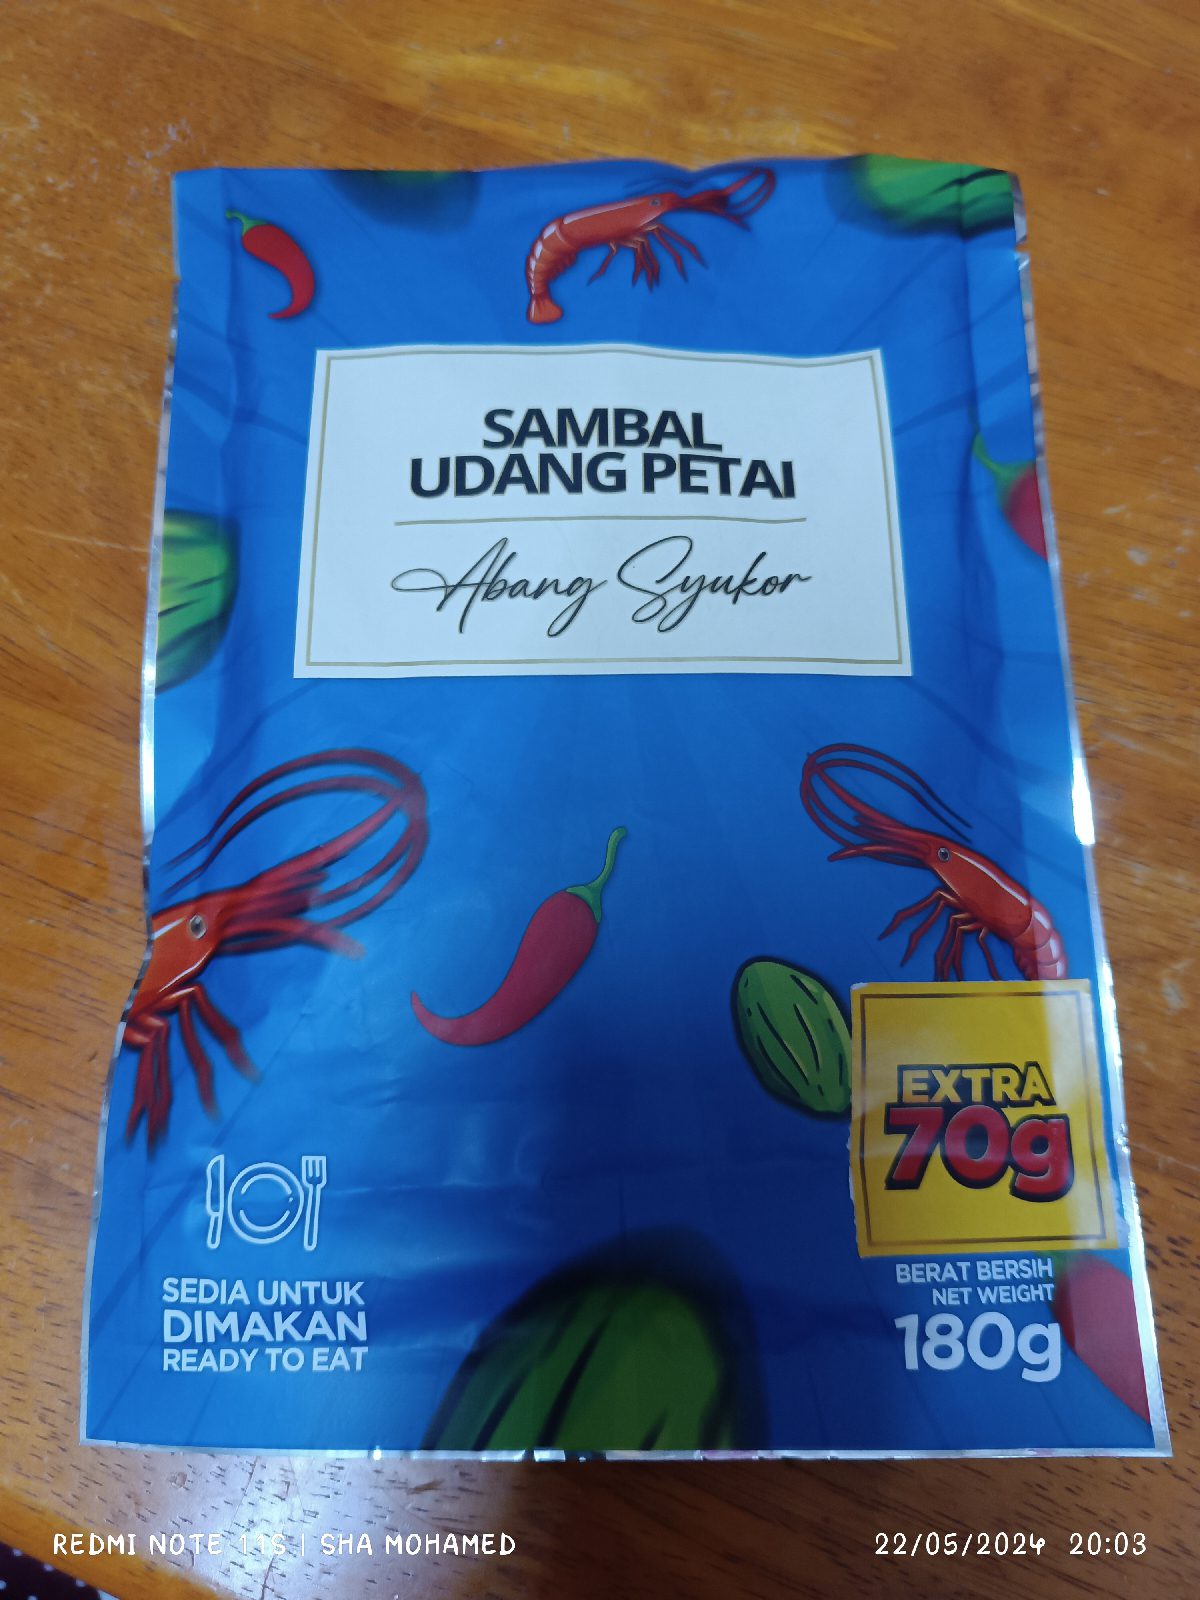 SAMBAL
UDANG PETAI
Abang Syukor
EXTRA
70g
SEDIA UNTUK
DIMAKAN
READY TO EAT
BERAT BERSIH
NET WEIGHT
180g
REDMI NOTE 11S | SHA MOHAMED
22/05/2024 20:03